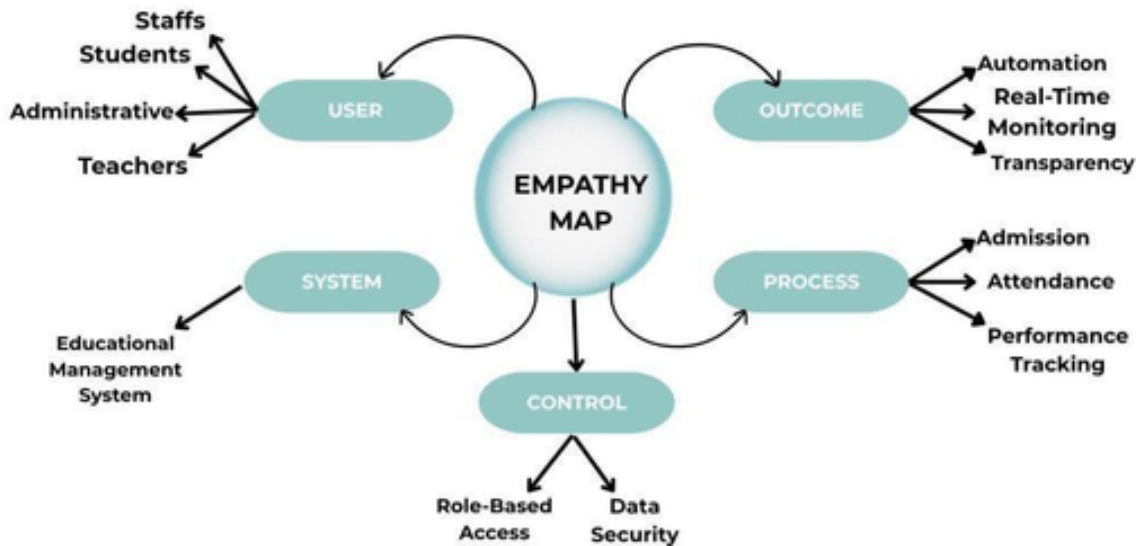 Staffs
Students
Administrative
Teachers
USER
EMPATHY
MAP
OUTCOME
Automation
Real-Time
Monitoring
Transparency
SYSTEM
Educational
Management
System
PROCESS
Admission
Attendance
Performance
Tracking
CONTROL
Role-Based
Access
Data
Security